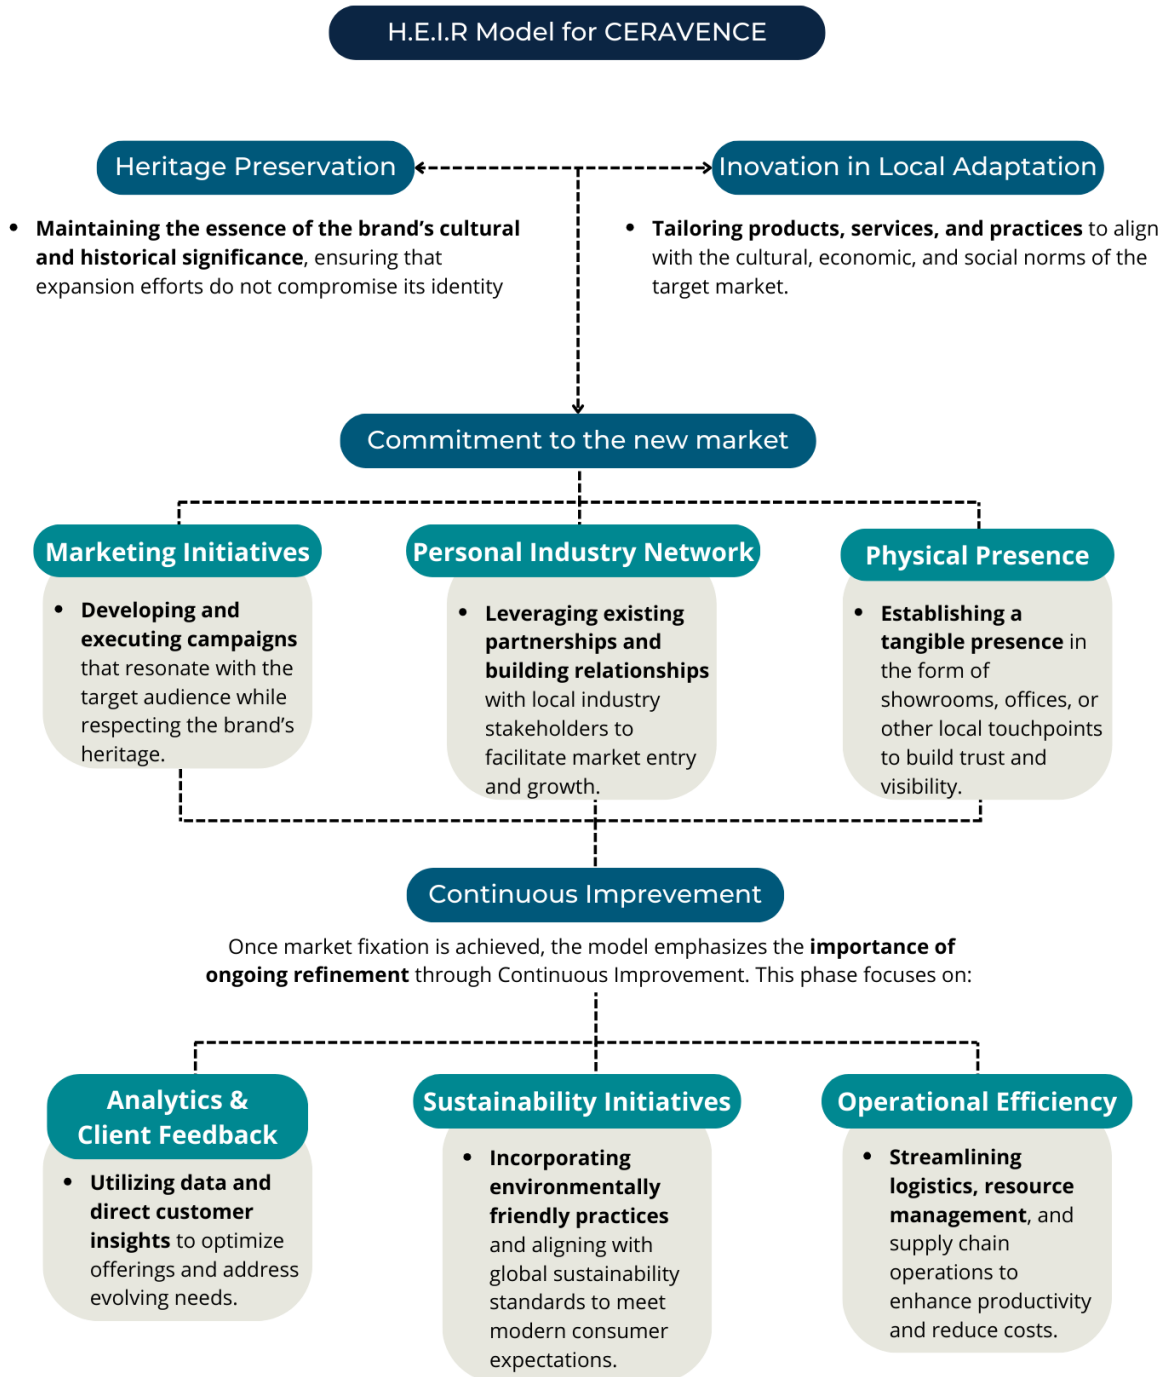 H.E.I.R Model for CERAVENCE
Heritage Preservation
Inovation in Local Adaptation
• Maintaining the essence of the brand’s cultural
and historical significance, ensuring that
expansion efforts do not compromise its identity
• Tailoring products, services, and practices to align
with the cultural, economic, and social norms of the
target market.
Commitment to the new market
Marketing Initiatives
• Developing and
executing campaigns
that resonate with the
target audience while
respecting the brand’s
heritage.
Personal Industry Network
• Leveraging existing
partnerships and
building relationships
with local industry
stakeholders to
facilitate market entry
and growth.
Physical Presence
• Establishing a
tangible presence in
the form of
showrooms, offices, or
other local touchpoints
to build trust and
visibility.
Continuous Imprevement
Once market fixation is achieved, the model emphasizes the importance of
ongoing refinement through Continuous Improvement. This phase focuses on:
Analytics &
Client Feedback
• Utilizing data and
direct customer
insights to optimize
offerings and address
evolving needs.
Sustainability Initiatives
• Incorporating
environmentally
friendly practices
and aligning with
global sustainability
standards to meet
modern consumer
expectations.
Operational Efficiency
• Streamlining
logistics, resource
management, and
supply chain
operations to
enhance productivity
and reduce costs.